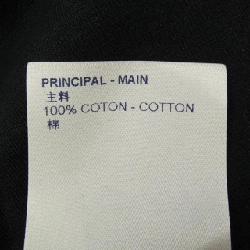 PRINCIPAL - MAIN
主料
100% COTON - COTTON
棉